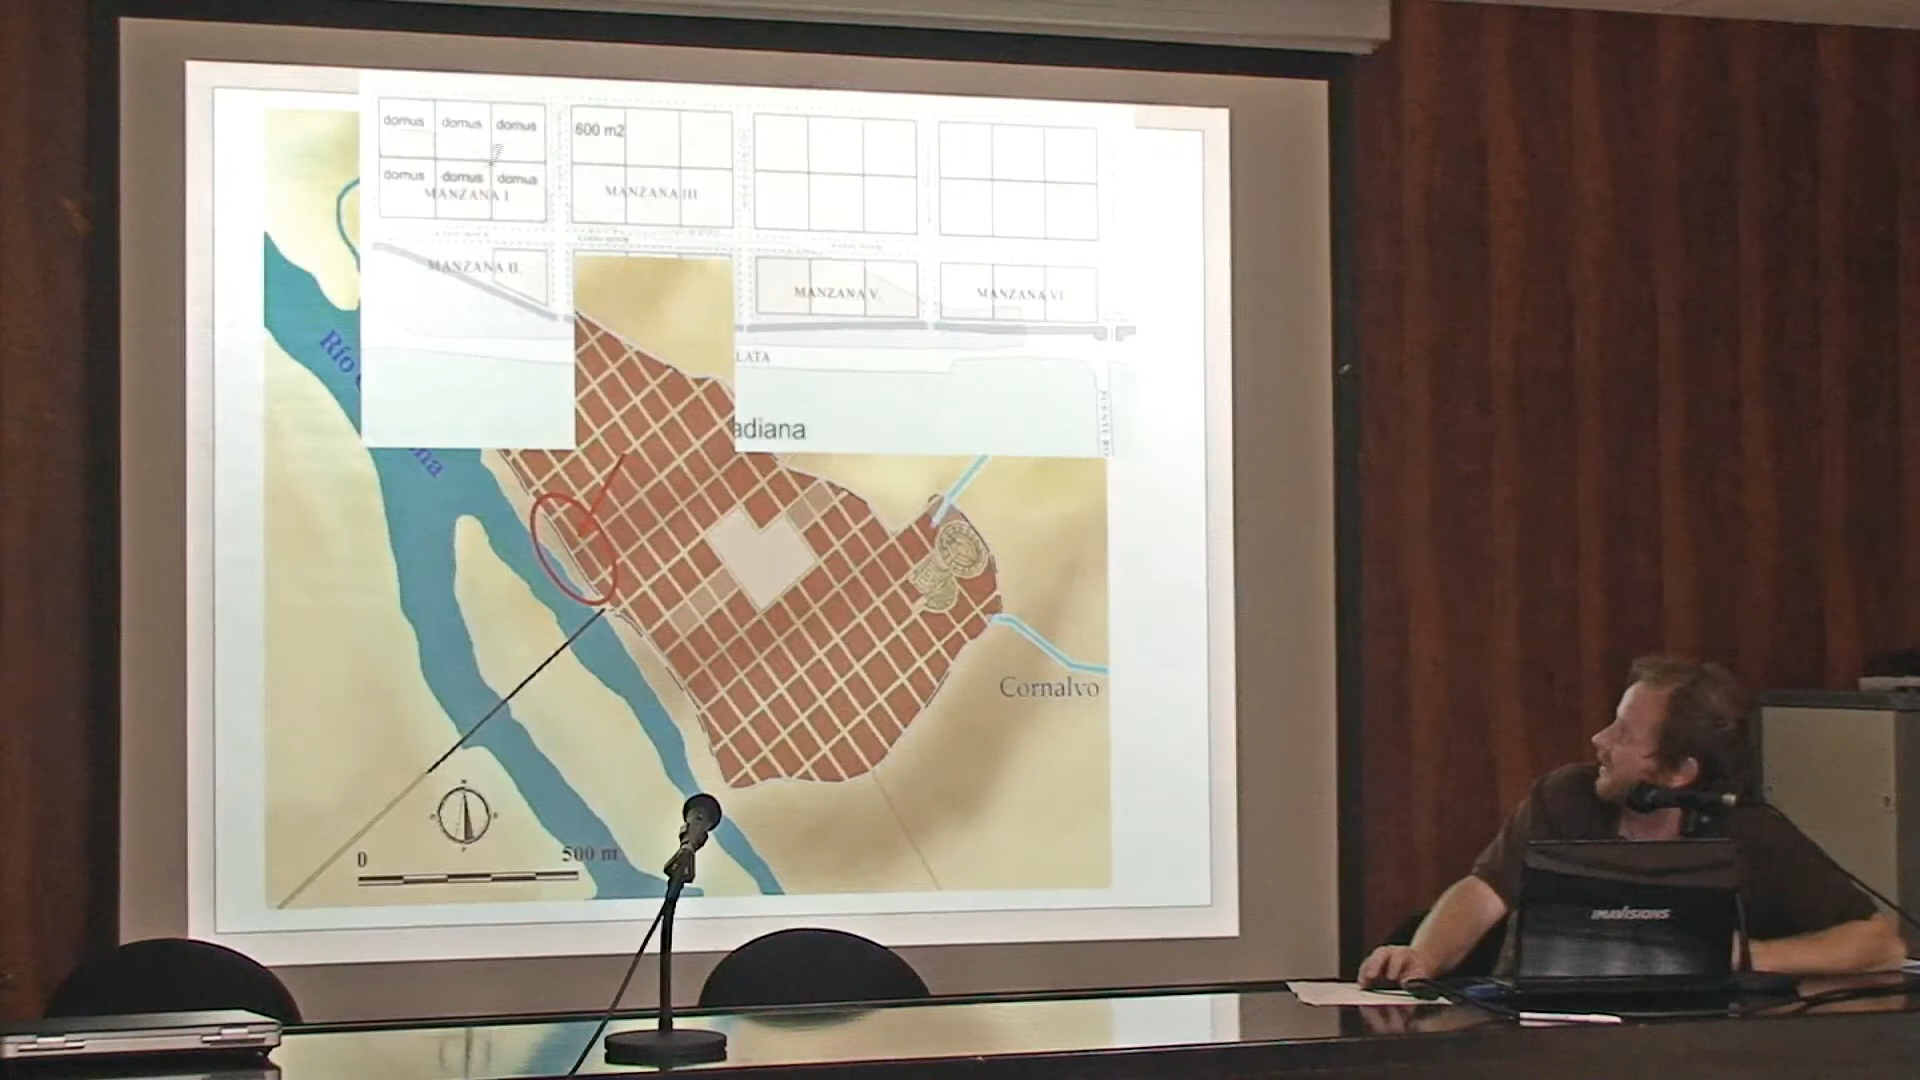 domus domus domus
domus domus domus
MANZANA I
600 m2
MANZANA III
MANZANA II
MANZANA V
MANZANA VI
LATA
adiana
Río
na
Cornalvo
0 500 m
INAVISIONS